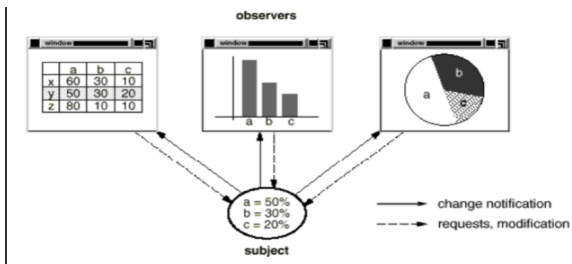 observers
window
window
window
a b c
x 60 30 10
y 50 30 20
z 80 10 10
a b c
a
b
c
a = 50%
b = 30%
c = 20%
subject
change notification
requests, modification